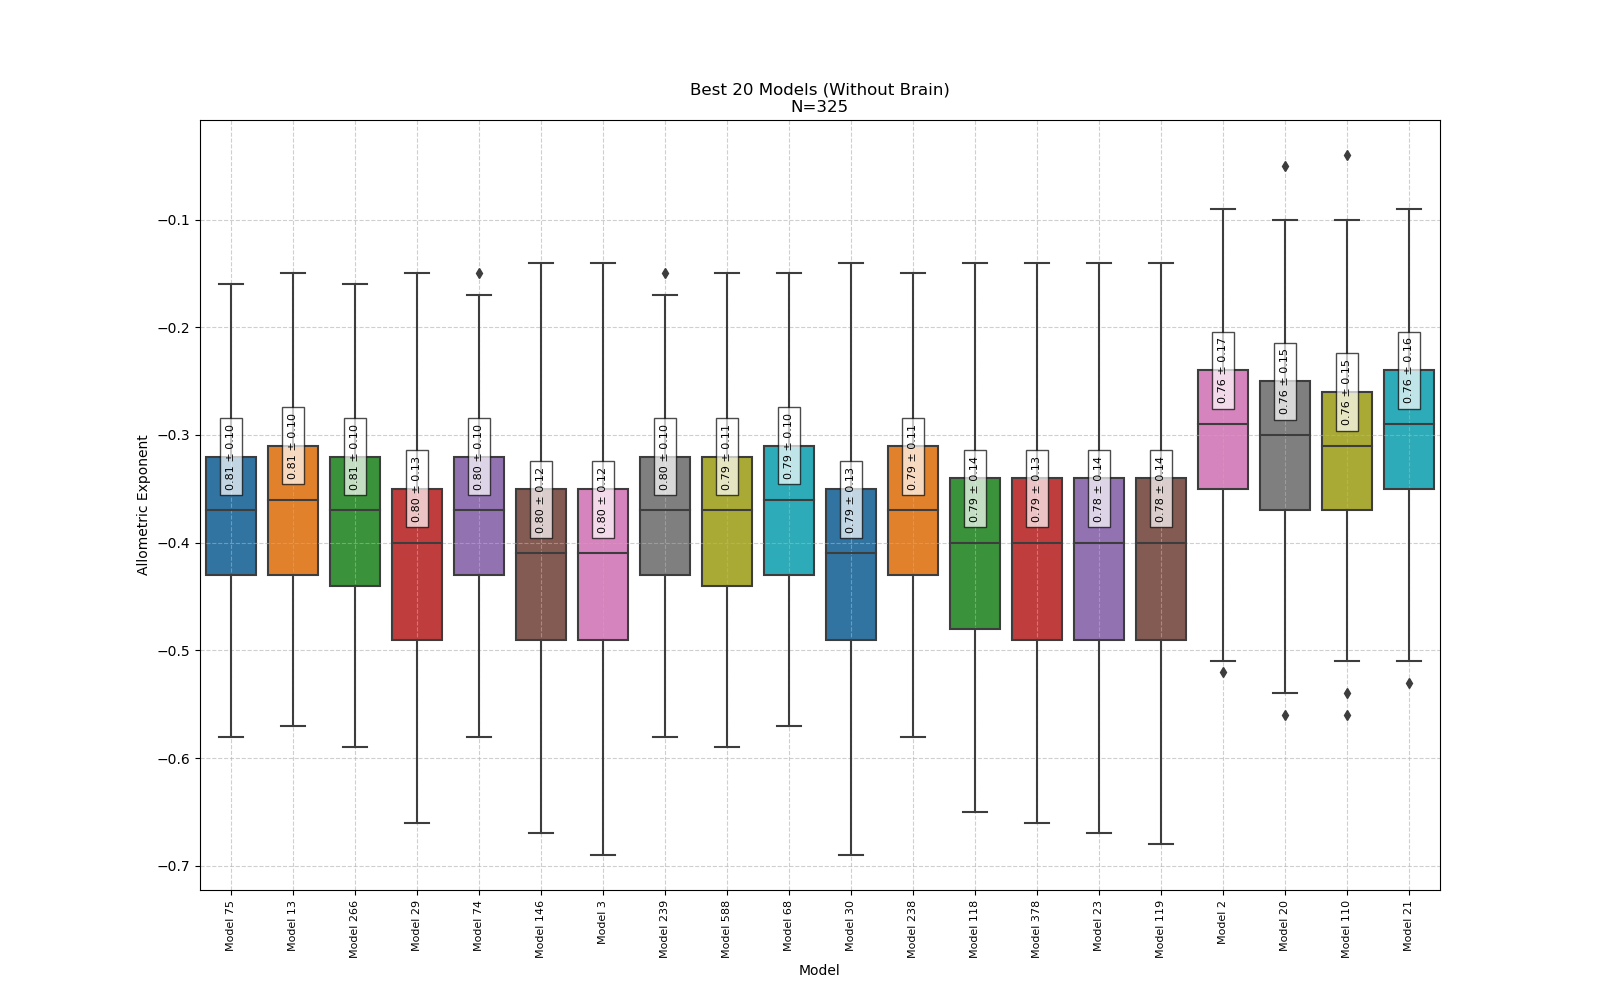 Best 20 Models (Without Brain)
N=325
Allometric Exponent
−0.1
−0.2
−0.3
−0.4
−0.5
−0.6
−0.7
0.81 ± 0.10
0.81 ± 0.10
0.81 ± 0.10
0.80 ± 0.13
0.80 ± 0.10
0.80 ± 0.12
0.80 ± 0.12
0.80 ± 0.10
0.79 ± 0.11
0.79 ± 0.10
0.79 ± 0.13
0.79 ± 0.11
0.79 ± 0.14
0.79 ± 0.13
0.78 ± 0.14
0.78 ± 0.14
0.76 ± 0.17
0.76 ± 0.15
0.76 ± 0.15
0.76 ± 0.16
Model 75
Model 13
Model 266
Model 29
Model 74
Model 146
Model 3
Model 239
Model 588
Model 68
Model 30
Model 238
Model 118
Model 378
Model 23
Model 119
Model 2
Model 20
Model 110
Model 21
Model